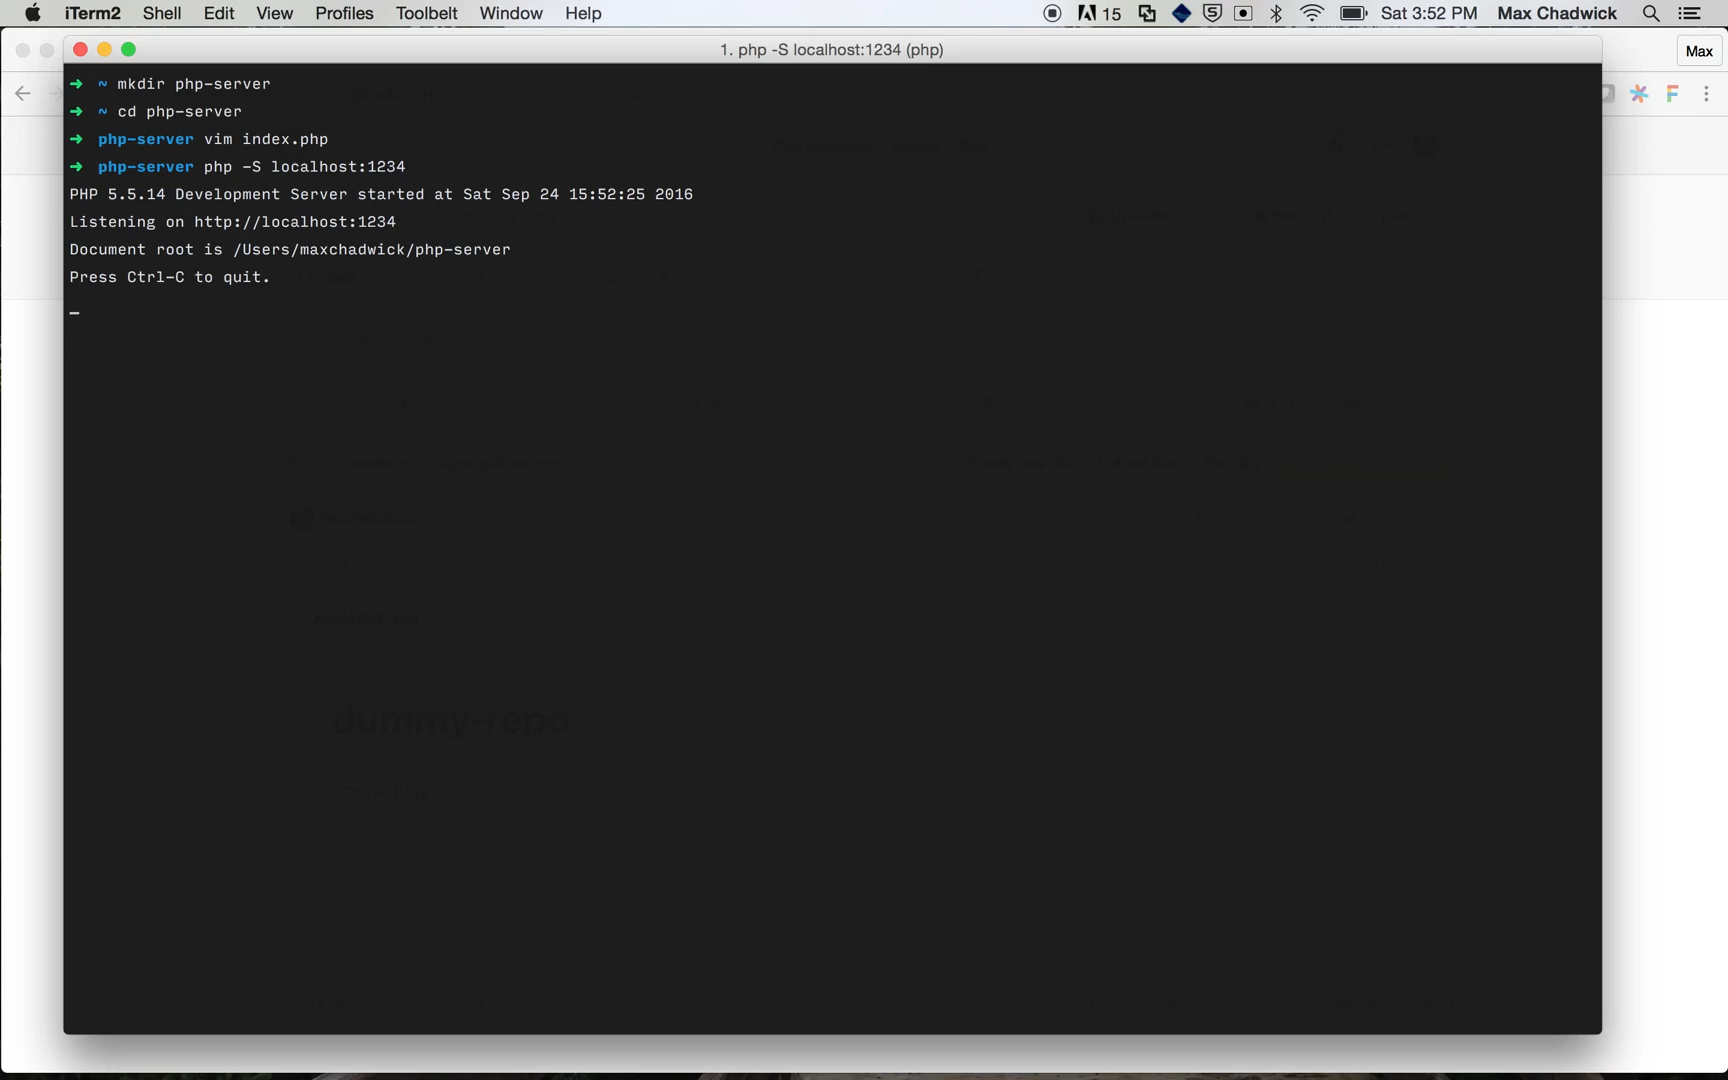 iTerm2 Shell Edit View Profiles Toolbelt Window Help 15 Sat 3:52 PM Max Chadwick
1. php -S localhost:1234 (php)
Max
➜ ~ mkdir php-server
➜ ~ cd php-server
➜ php-server vim index.php
➜ php-server php -S localhost:1234
PHP 5.5.14 Development Server started at Sat Sep 24 15:52:25 2016
Listening on http://localhost:1234
Document root is /Users/maxchadwick/php-server
Press Ctrl-C to quit.
dummy-repo